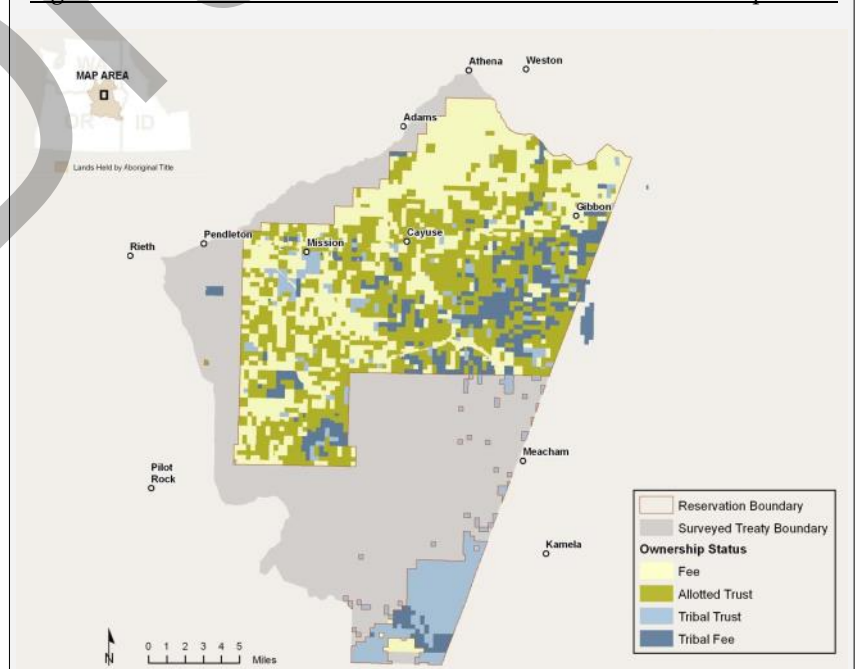 Athena
Weston
WA
MAP AREA
OR
ID
Adams
Lands Held by Aboriginal Title
Gibbon
Pendleton
Cayuse
Mission
Rieth
Meacham
Pilot
Rock
Reservation Boundary
Surveyed Treaty Boundary
Kamela
Ownership Status
Fee
Allotted Trust
Tribal Trust
N
0 1 2 3 4 5
Miles
Tribal Fee